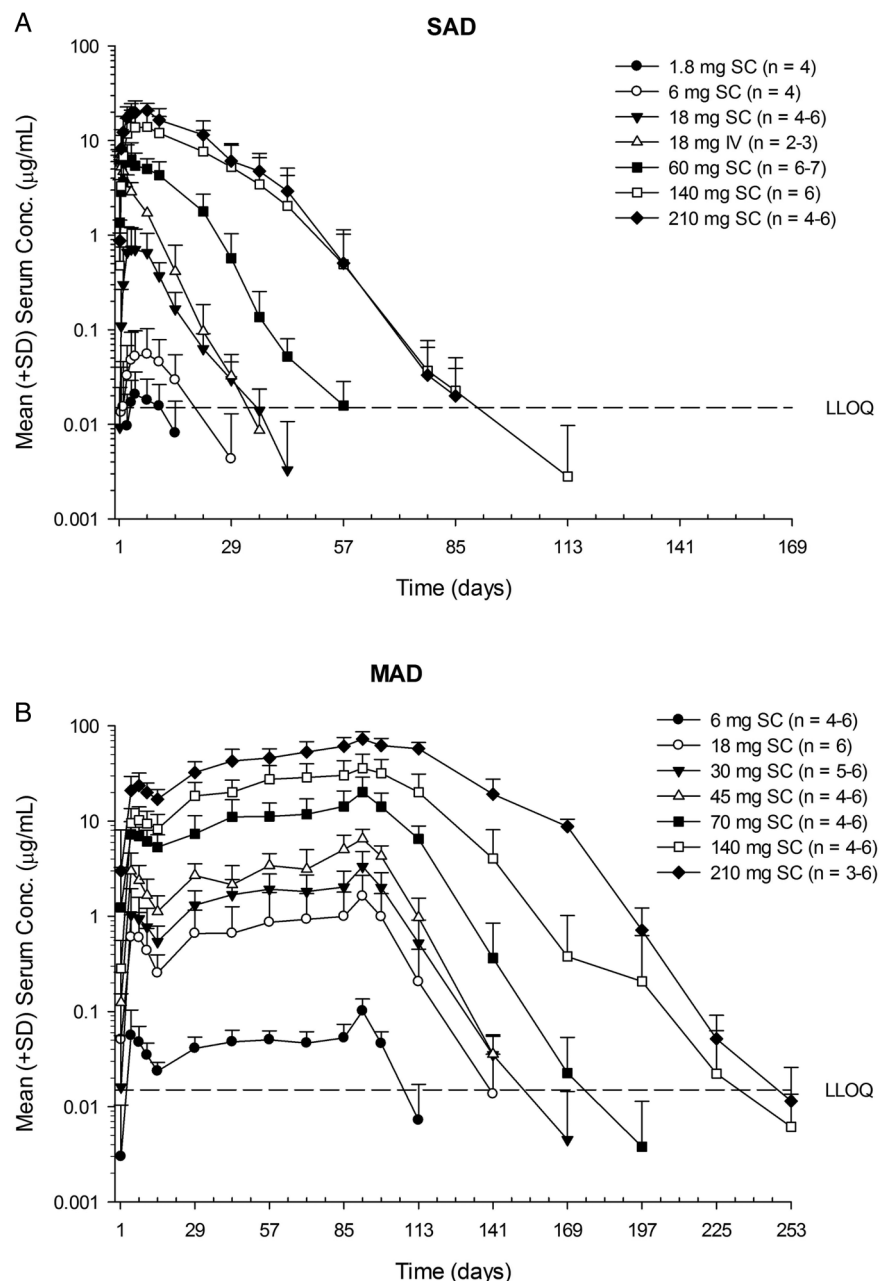 A
SAD
100
10
1
0.1
0.01
0.001
Mean (+SD) Serum Conc. (μg/mL)
1.8 mg SC (n = 4)
6 mg SC (n = 4)
18 mg SC (n = 4-6)
18 mg IV (n = 2-3)
60 mg SC (n = 6-7)
140 mg SC (n = 6)
210 mg SC (n = 4-6)
LLOQ
1 29 57 85 113 141 169
Time (days)
MAD
B
100
10
1
0.1
0.01
0.001
Mean (+SD) Serum Conc. (μg/mL)
6 mg SC (n = 4-6)
18 mg SC (n = 6)
30 mg SC (n = 5-6)
45 mg SC (n = 4-6)
70 mg SC (n = 4-6)
140 mg SC (n = 4-6)
210 mg SC (n = 3-6)
LLOQ
1 29 57 85 113 141 169 197 225 253
Time (days)